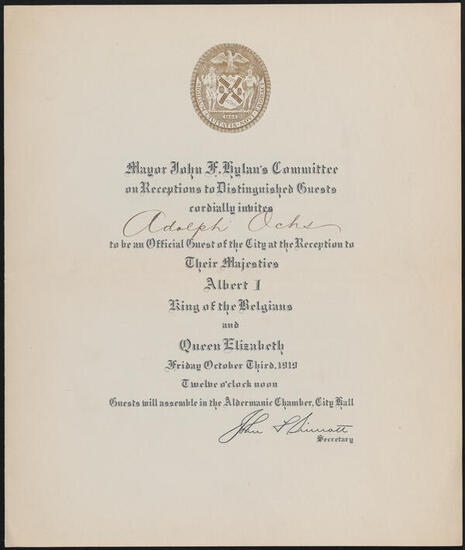 Mayor John F. Hylan's Committee
on Receptions to Distinguished Guests
cordially invites
Adolph Ochs
to be an Official Guest of the City at the Reception to
Their Majesties
Albert I
King of the Belgians
and
Queen Elizabeth
Friday October Third, 1919
Twelve o'clock noon
Guests will assemble in the Aldermanic Chamber, City Hall
John F Sinnott
Secretary